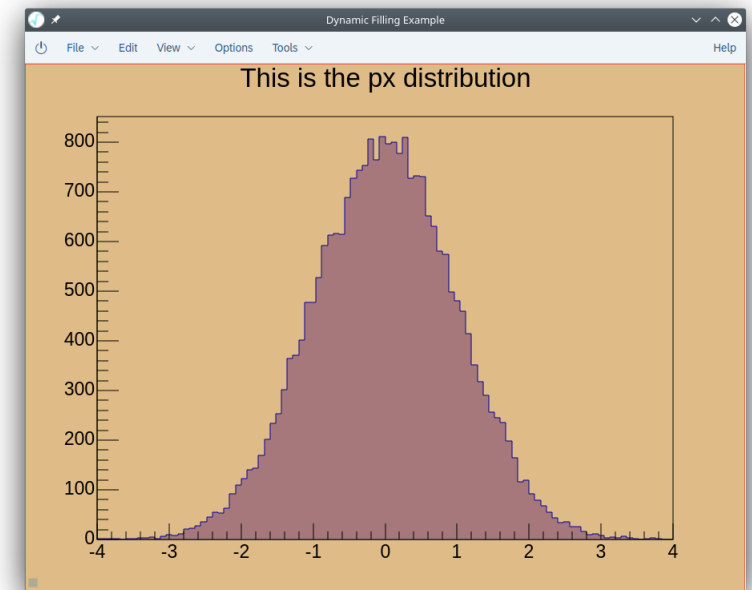 Dynamic Filling Example
File Edit View Options Tools Help
This is the px distribution
800
700
600
500
400
300
200
100
0
-4 -3 -2 -1 0 1 2 3 4